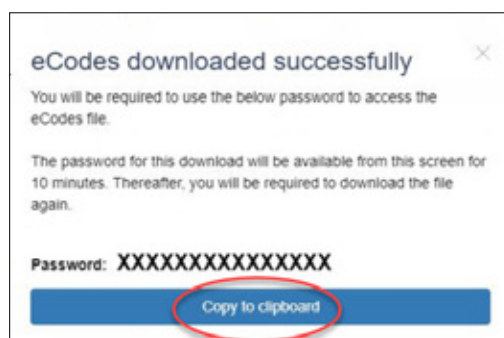 eCodes downloaded successfully
You will be required to use the below password to access the
eCodes file.
The password for this download will be available from this screen for
10 minutes. Thereafter, you will be required to download the file
again.
Password: XXXXXXXXXXXXXXX
Copy to clipboard